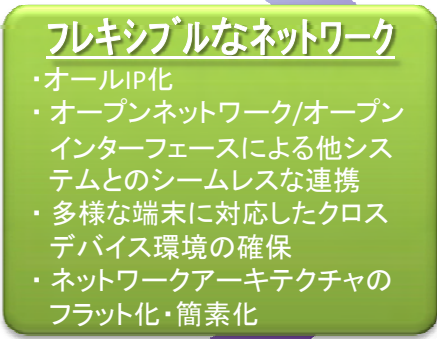 フレキシブルなネットワーク
・オールIP化
・オープンネットワーク/オープン
インターフェースによる他シス
テムとのシームレスな連携
・多様な端末に対応したクロス
デバイス環境の確保
・ネットワークアーキテクチャの
フラット化・簡素化